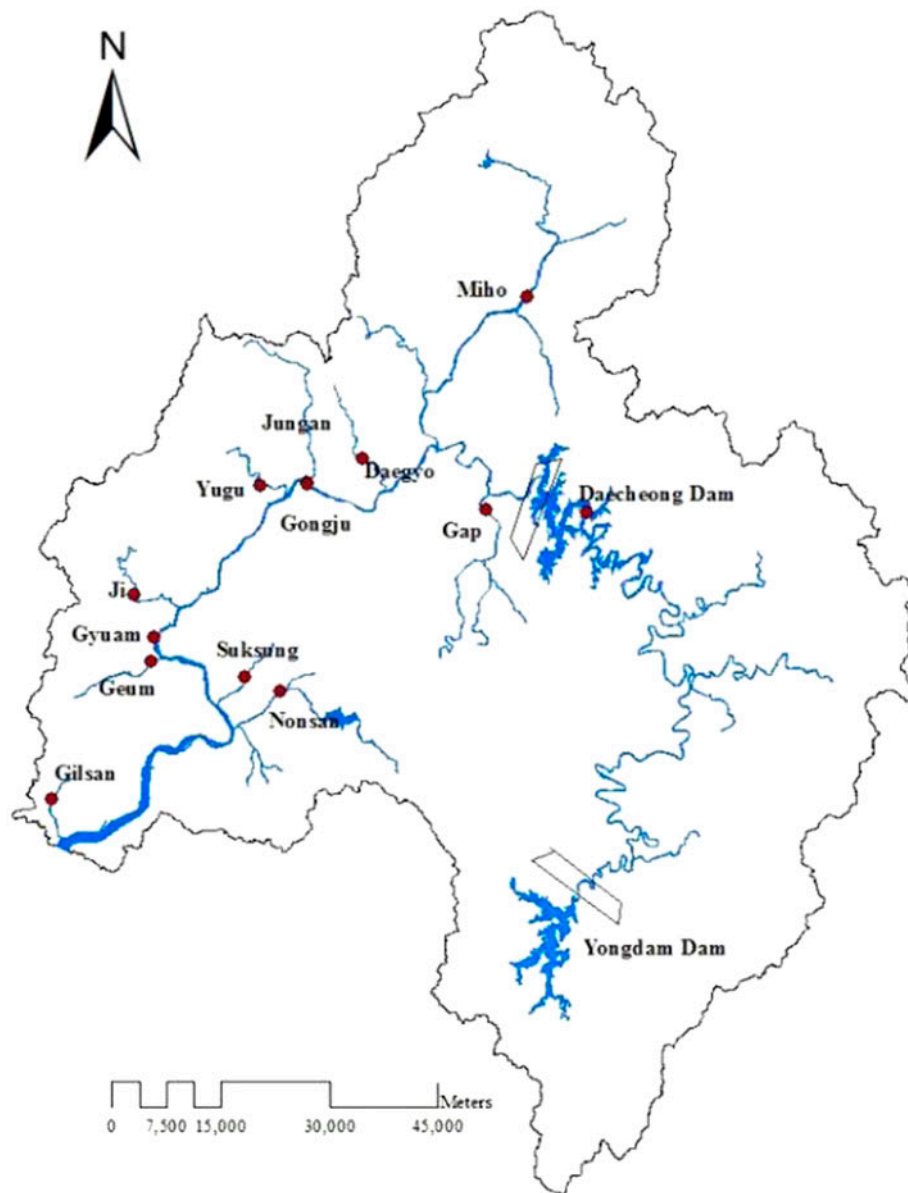 N
Miho
Jungan
Daegyo
Yugu
Gongju
Daecheong Dam
Gap
Ji
Gyuam
Suksung
Geum
Nonsan
Gilsan
Yongdam Dam
Meters
0 7,500 15,000 30,000 45,000